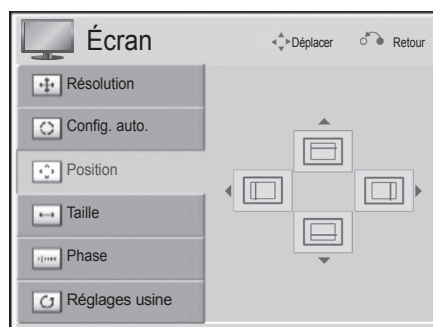 Écran
Déplacer
Retour
Résolution
Config. auto.
Position
Taille
Phase
Réglages usine